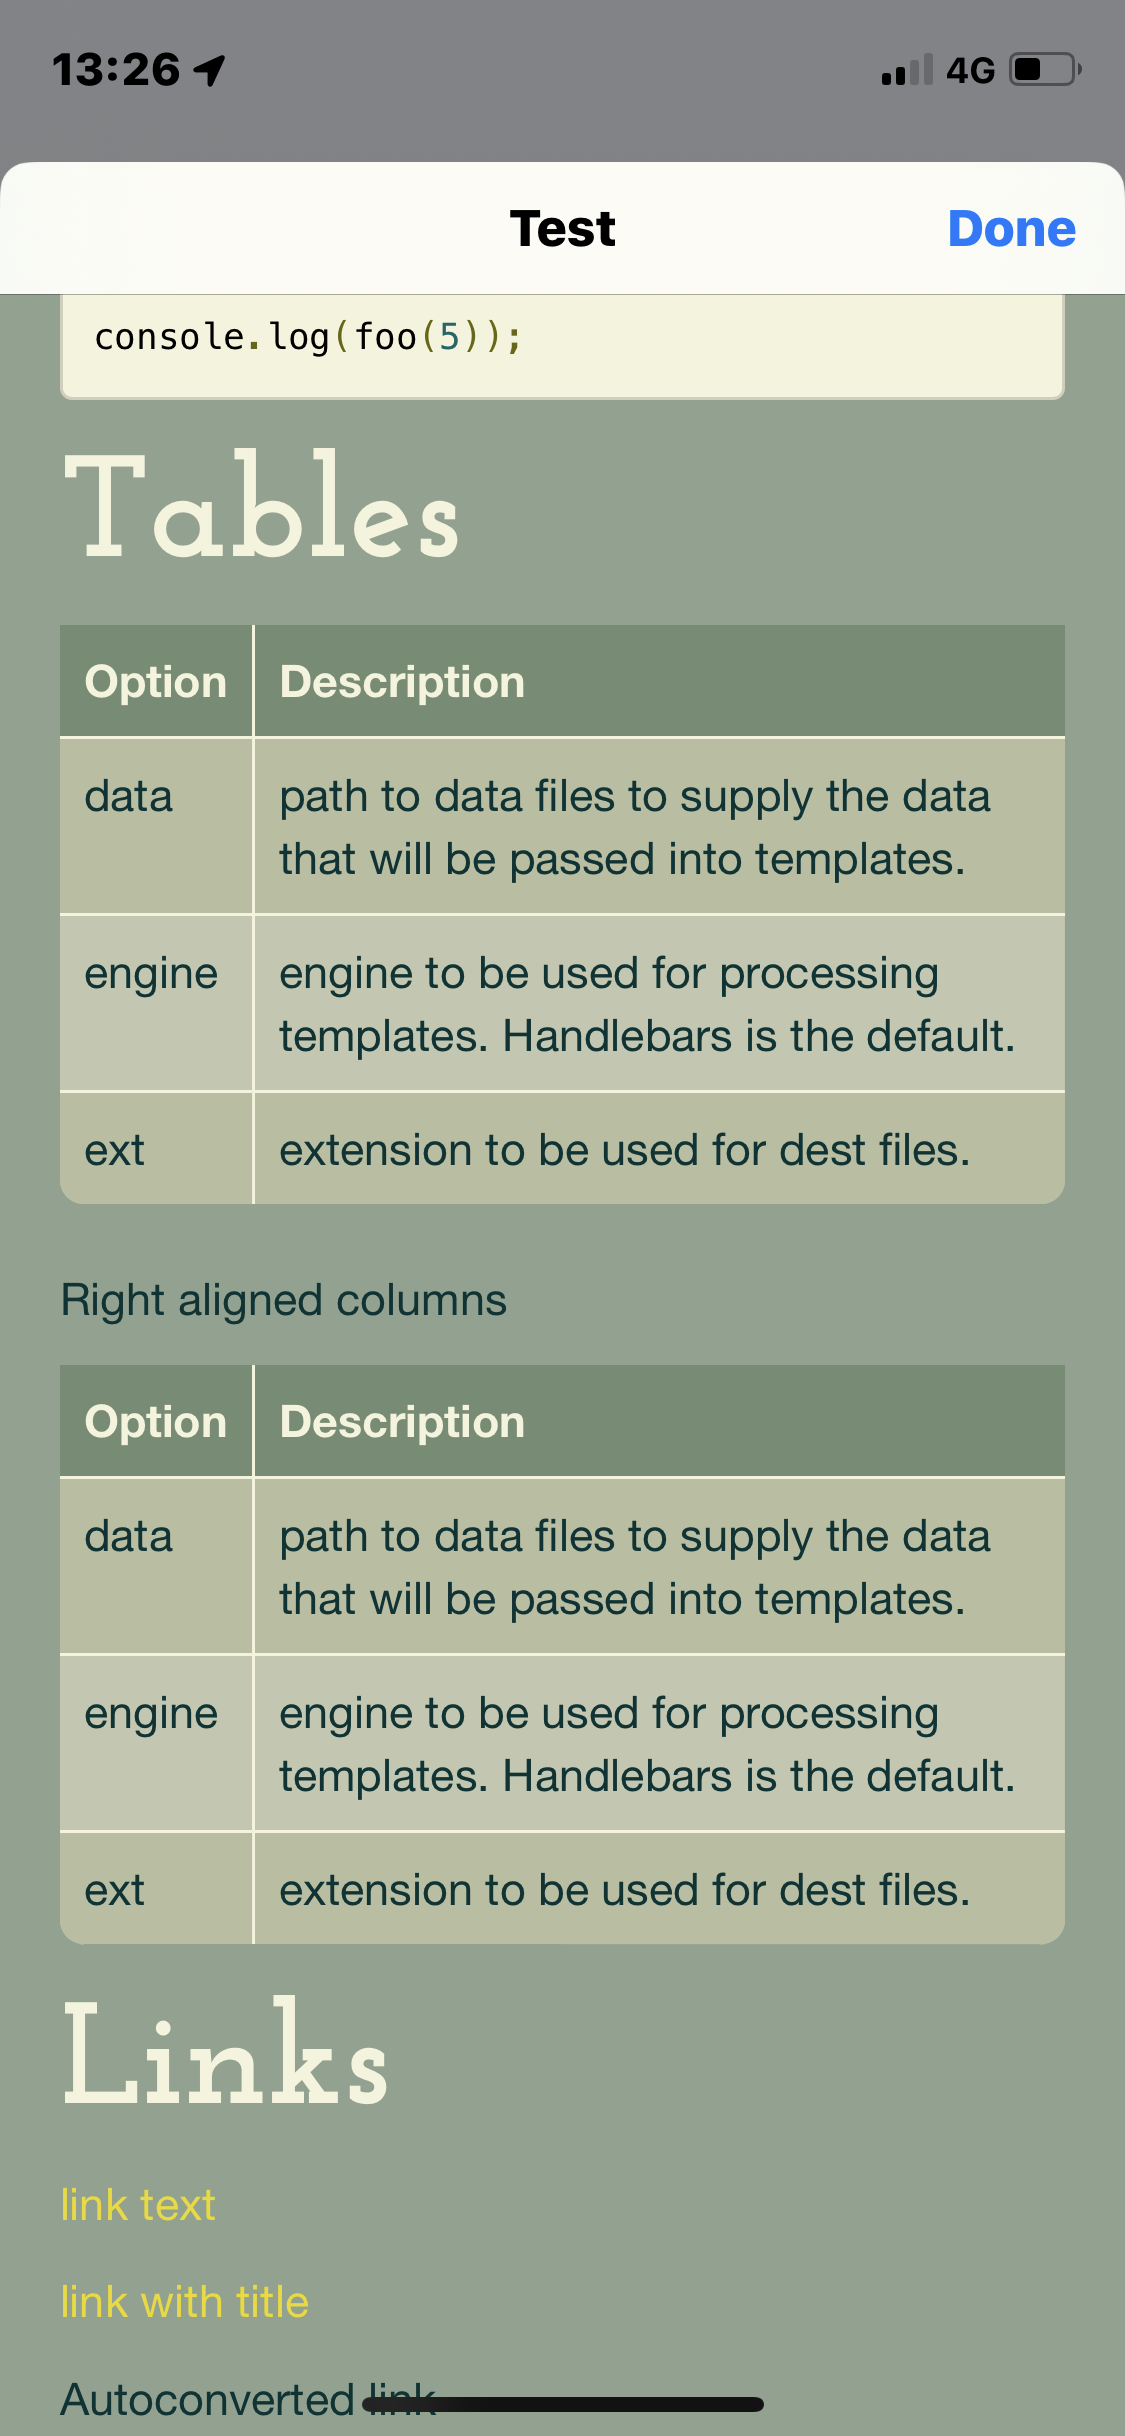 13:26
4G
Test
Done
console.log(foo(5));
Tables
Option Description
data path to data files to supply the data
that will be passed into templates.
engine engine to be used for processing
templates. Handlebars is the default.
ext extension to be used for dest files.
Right aligned columns
Option Description
data path to data files to supply the data
that will be passed into templates.
engine engine to be used for processing
templates. Handlebars is the default.
ext extension to be used for dest files.
Links
link text
link with title
Autoconverted link